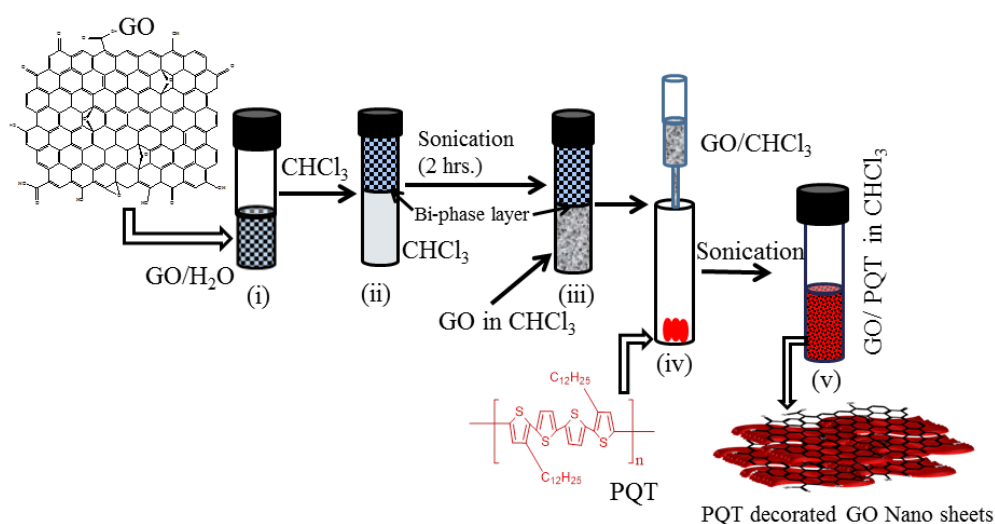 GO
GO/H₂O
(i)
CHCl₃
(ii)
CHCl₃
Sonication
(2 hrs.)
Bi-phase layer
(iii)
GO in CHCl₃
GO/CHCl₃
(iv)
C₁₂H₂₅
S
S
S
S
n
C₁₂H₂₅
PQT
Sonication
(v)
GO/ PQT in CHCl₃
PQT decorated GO Nano sheets